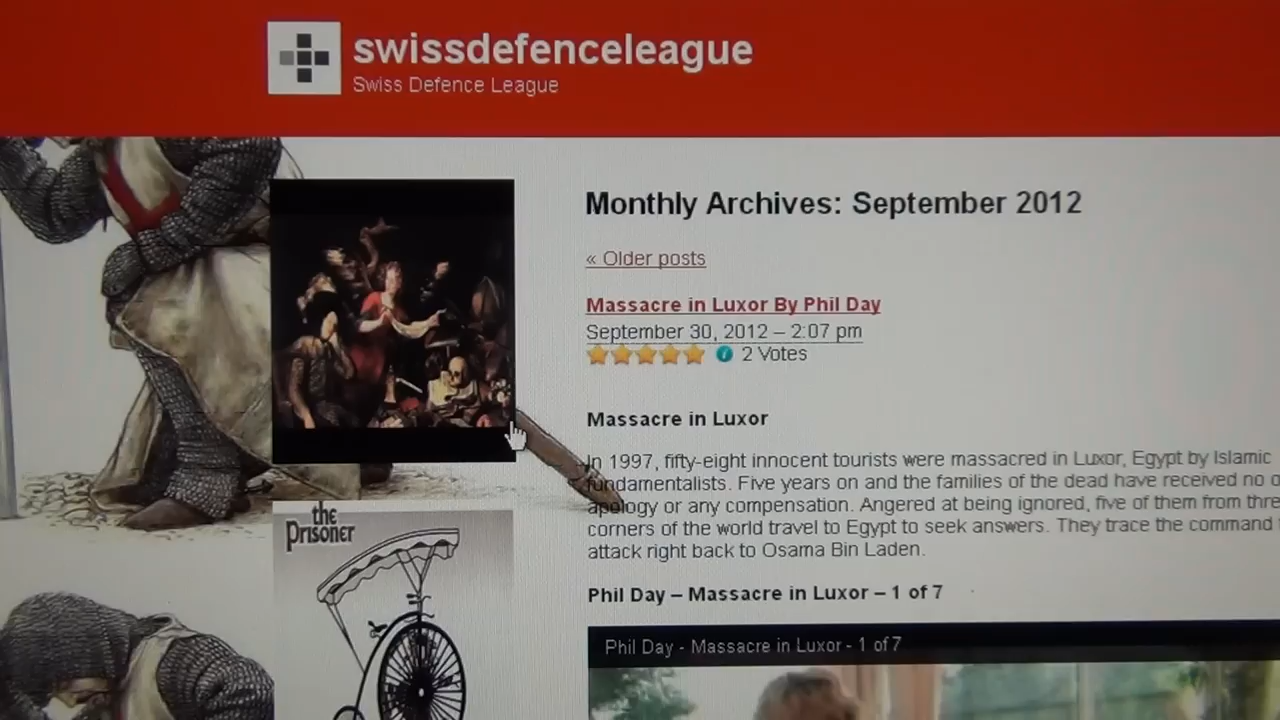 swissdefenceleague
Swiss Defence League
Monthly Archives: September 2012
« Older posts
Massacre in Luxor By Phil Day
September 30, 2012 – 2:07 pm
2 Votes
Massacre in Luxor
In 1997, fifty-eight innocent tourists were massacred in Luxor, Egypt by Islamic
fundamentalists. Five years on and the families of the dead have received no
apology or any compensation. Angered at being ignored, five of them from
corners of the world travel to Egypt to seek answers. They trace the command
attack right back to Osama Bin Laden.
the
Prisoner
Phil Day – Massacre in Luxor – 1 of 7
Phil Day - Massacre in Luxor - 1 of 7